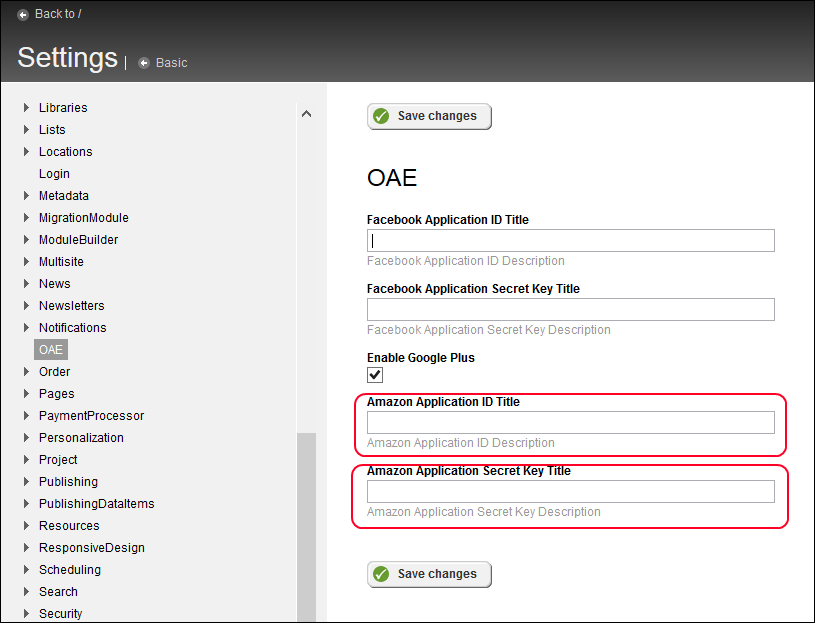 Back to /
Settings | Basic
Libraries
Lists
Locations
Login
Metadata
MigrationModule
ModuleBuilder
Multisite
News
Newsletters
Notifications
OAE
Order
Pages
PaymentProcessor
Personalization
Project
Publishing
PublishingDataItems
Resources
ResponsiveDesign
Scheduling
Search
Security
Save changes
OAE
Facebook Application ID Title
Facebook Application ID Description
Facebook Application Secret Key Title
Facebook Application Secret Key Description
Enable Google Plus
Amazon Application ID Title
Amazon Application ID Description
Amazon Application Secret Key Title
Amazon Application Secret Key Description
Save changes